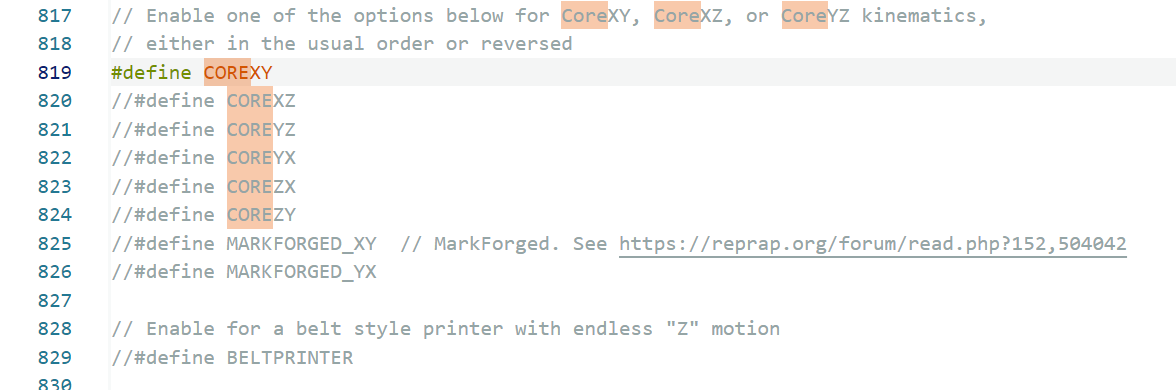 817 // Enable one of the options below for CoreXY, CoreXZ, or CoreYZ kinematics,
818 // either in the usual order or reversed
819 #define COREXY
820 //#define COREXZ
821 //#define COREYZ
822 //#define COREYX
823 //#define COREZX
824 //#define COREZY
825 //#define MARKFORGED_XY  // MarkForged. See https://reprap.org/forum/read.php?152,504042
826 //#define MARKFORGED_YX
827
828 // Enable for a belt style printer with endless "Z" motion
829 //#define BELTPRINTER
830